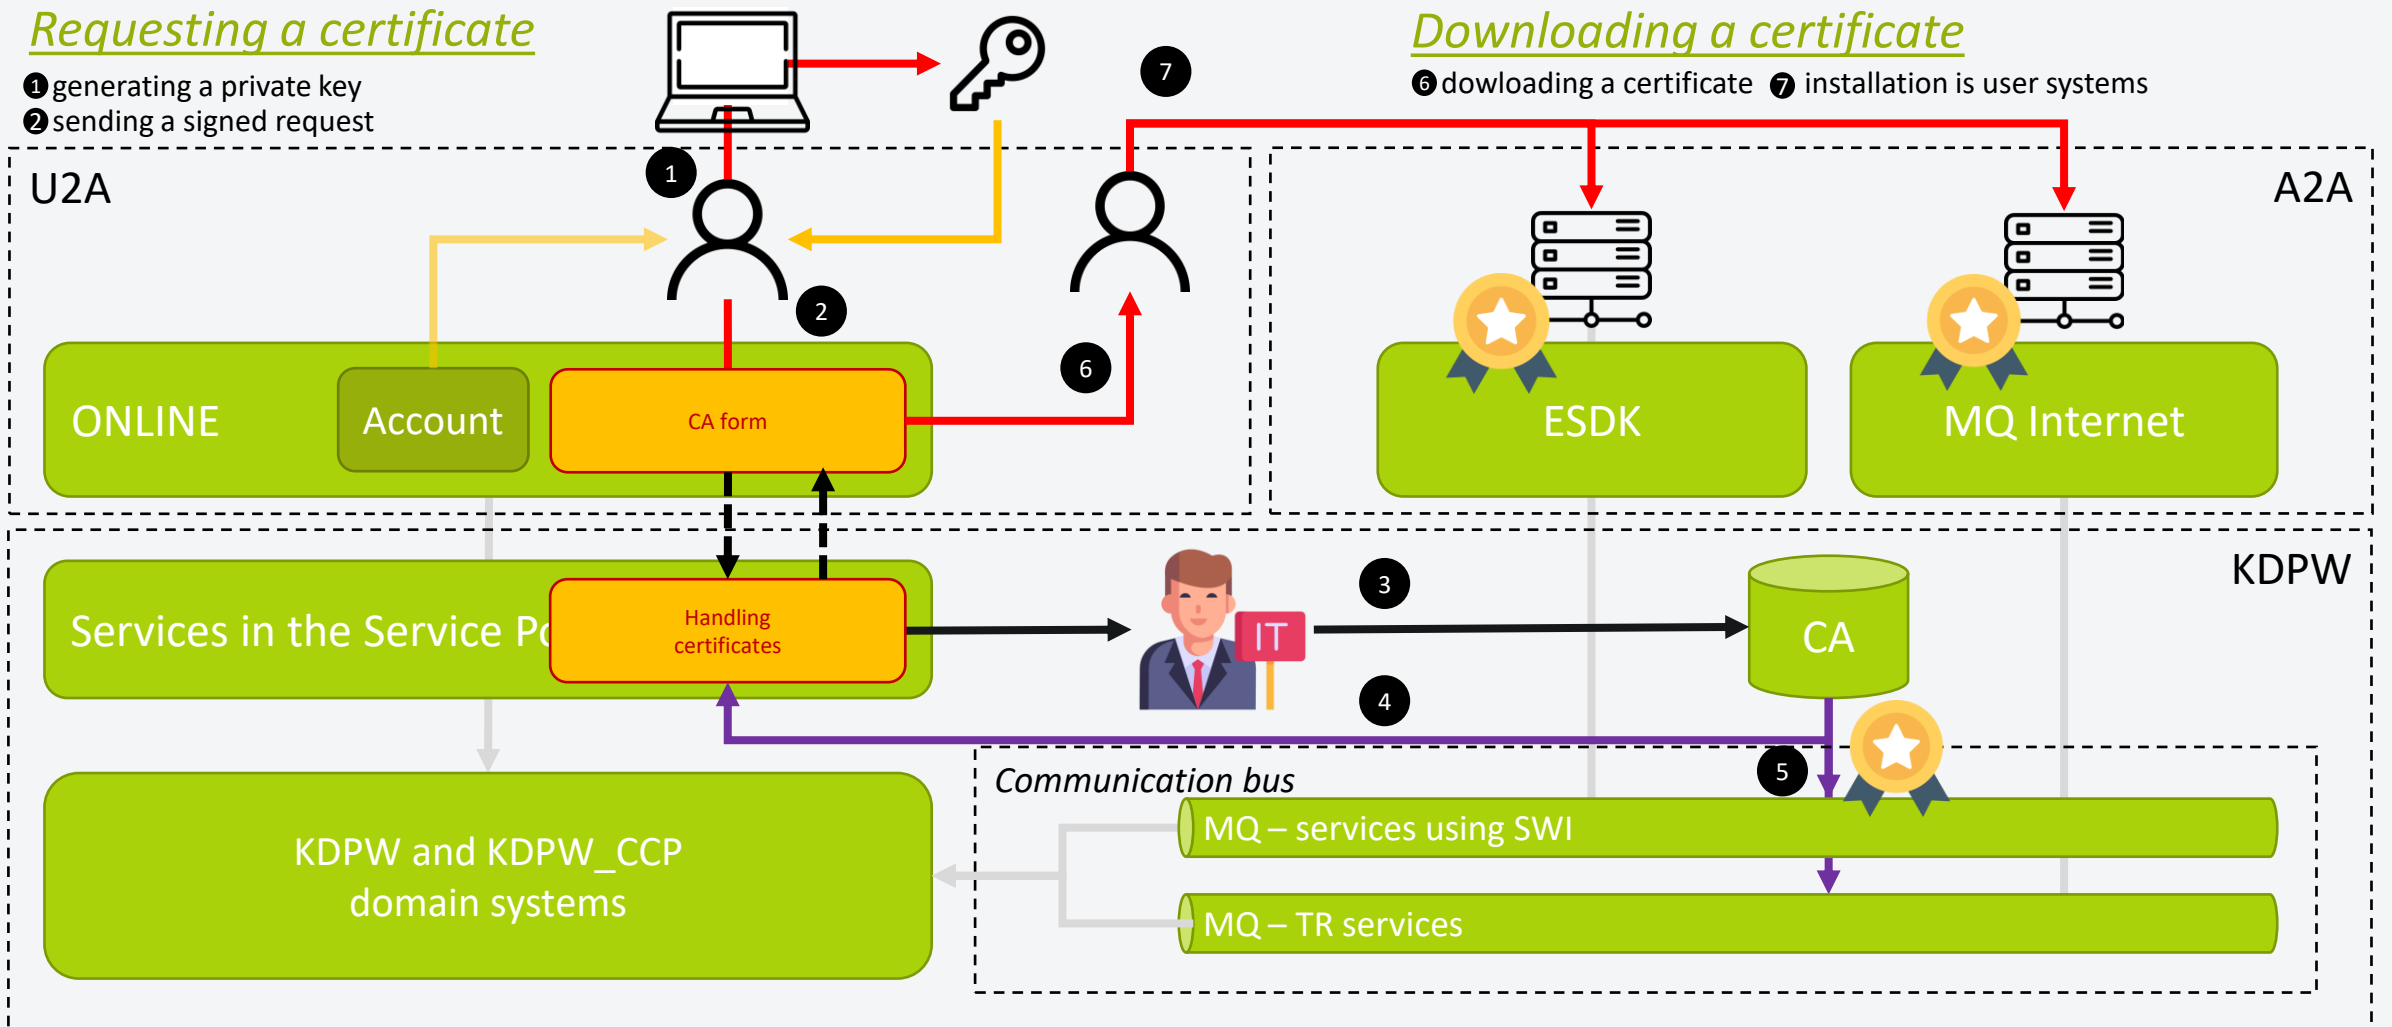 Requesting a certificate
1 generating a private key
2 sending a signed request
Downloading a certificate
6 dowloading a certificate 7 installation is user systems
7
1
U2A
A2A
2
6
ONLINE
Account
CA form
ESDK
MQ Internet
KDPW
Services in the Service
Handling
certificates
IT
3
CA
4
5
Communication bus
MQ – services using SWI
MQ – TR services
KDPW and KDPW_CCP
domain systems